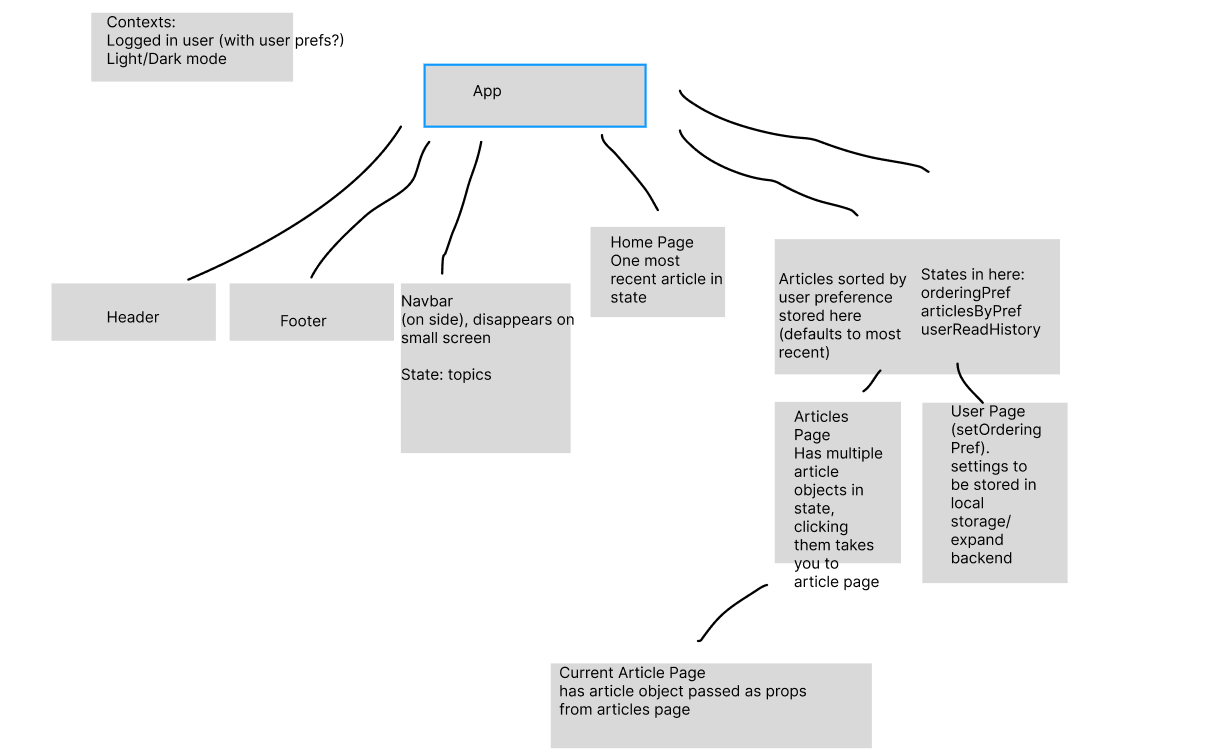 Contexts:
Logged in user (with user prefs?)
Light/Dark mode
App
Header
Footer
Navbar
(on side), disappears on
small screen
State: topics
Home Page
One most
recent article in
state
Articles sorted by
user preference
stored here
(defaults to most
recent)
States in here:
orderingPref
articlesByPref
userReadHistory
Articles
Page
Has multiple
article
objects in
state,
clicking
them takes
you to
article page
User Page
(setOrdering
Pref).
settings to
be stored in
local
storage/
expand
backend
Current Article Page
has article object passed as props
from articles page